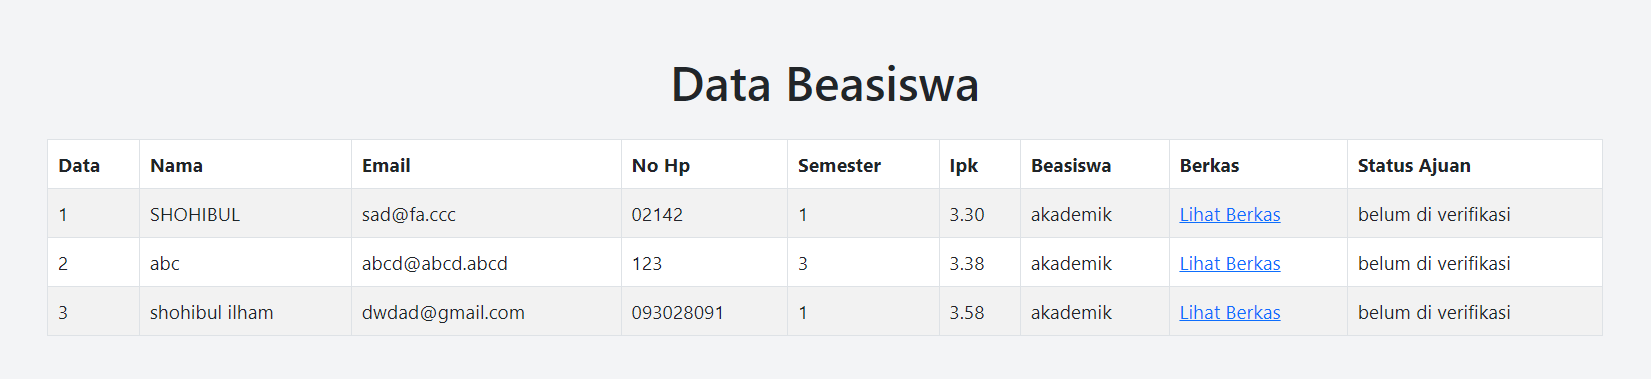 Data Beasiswa
Data Nama Email No Hp Semester Ipk Beasiswa Berkas Status Ajuan
1 SHOHIBUL sad@fa.ccc 02142 1 3.30 akademik Lihat Berkas belum di verifikasi
2 abc abcd@abcd.abcd 123 3 3.38 akademik Lihat Berkas belum di verifikasi
3 shohibul ilham dwdad@gmail.com 093028091 1 3.58 akademik Lihat Berkas belum di verifikasi